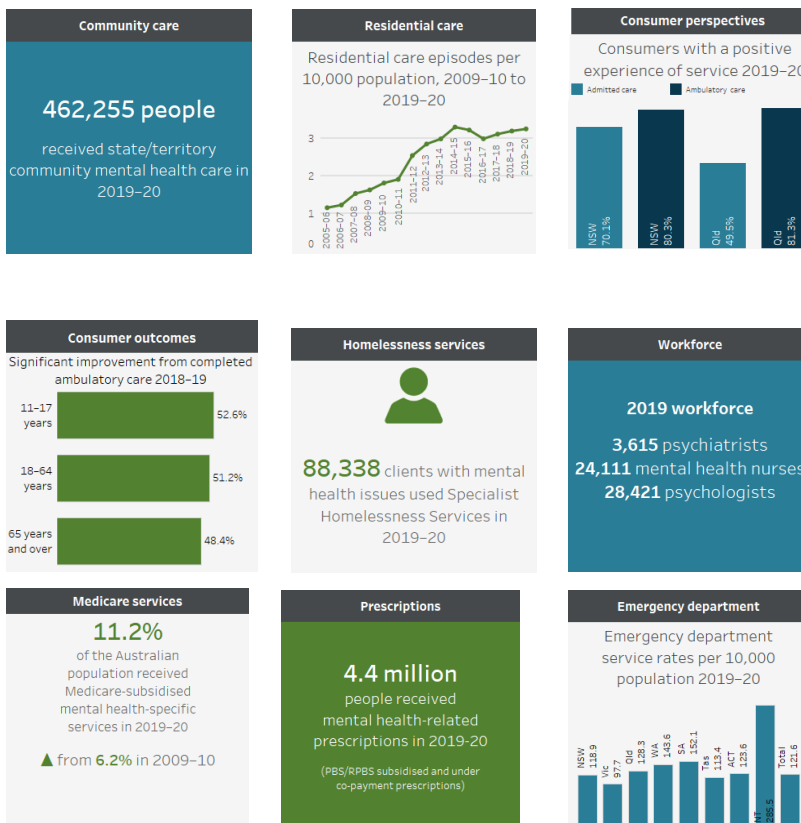 Community care
462,255 people
received state/territory
community mental health care in
2019–20
Residential care
Residential care episodes per
10,000 population, 2009–10 to
2019–20
3
2
1
0
2005–06
2006–07
2007–08
2008–09
2009–10
2010–11
2011–12
2012–13
2013–14
2014–15
2015–16
2016–17
2017–18
2018–19
2019–20
Consumer perspectives
Consumers with a positive
experience of service 2019–20
Admitted care
Ambulatory care
NSW
70.1%
NSW
80.3%
Qld
49.5%
Qld
81.3%
Consumer outcomes
Significant improvement from completed
ambulatory care 2018–19
11–17
years
52.6%
18–64
years
51.2%
65 years
and over
48.4%
Homelessness services
88,338 clients with mental
health issues used Specialist
Homelessness Services in
2019–20
Workforce
2019 workforce
3,615 psychiatrists
24,111 mental health nurses
28,421 psychologists
Medicare services
11.2%
of the Australian
population received
Medicare-subsidised
mental health-specific
services in 2019–20
▲ from 6.2% in 2009–10
Prescriptions
4.4 million
people received
mental health-related
prescriptions in 2019-20
(PBS/RPBS subsidised and under
co-payment prescriptions)
Emergency department
Emergency department
service rates per 10,000
population 2019–20
NSW
118.9
Vic
97.7
Qld
128.3
WA
143.6
SA
152.1
Tas
113.4
ACT
123.6
NT
285.5
Total
121.6